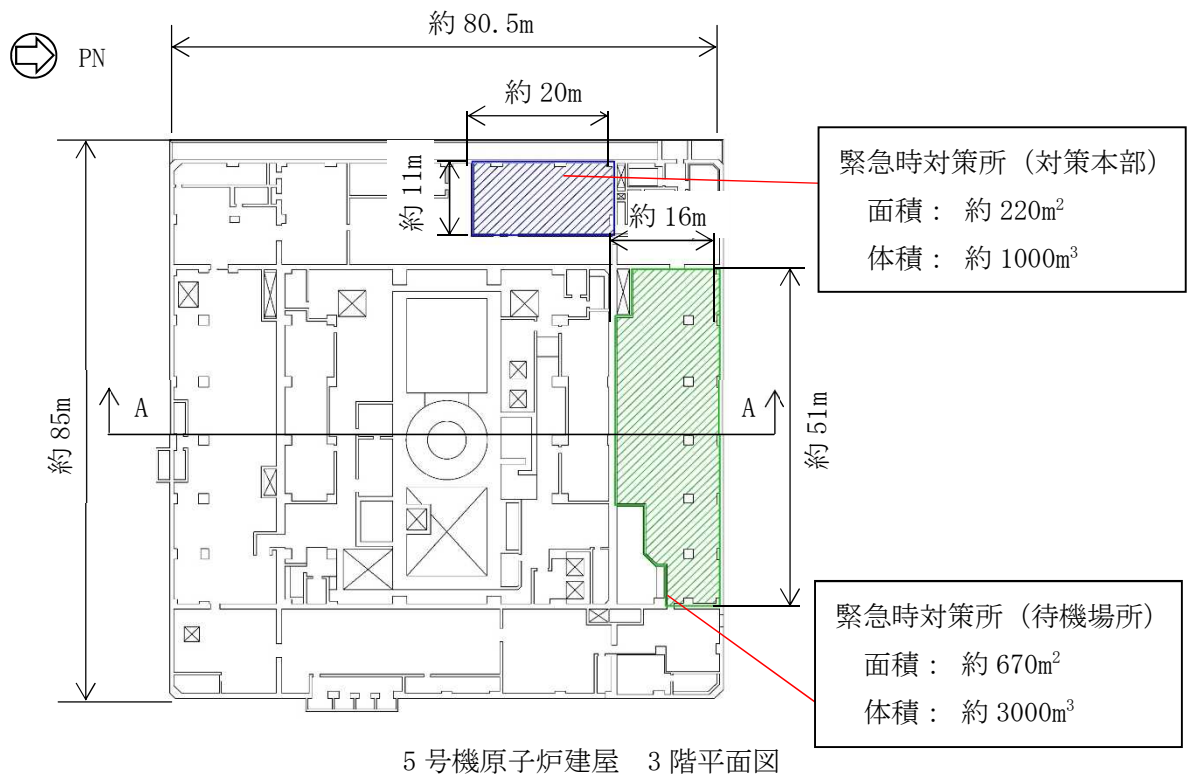 約 80.5m
PN
約 20m
約 11m
緊急時対策所（対策本部）
面積： 約 220m²
体積： 約 1000m³
約 16m
A
A
約 85m
約 51m
緊急時対策所（待機場所）
面積： 約 670m²
体積： 約 3000m³
5 号機原子炉建屋 3 階平面図